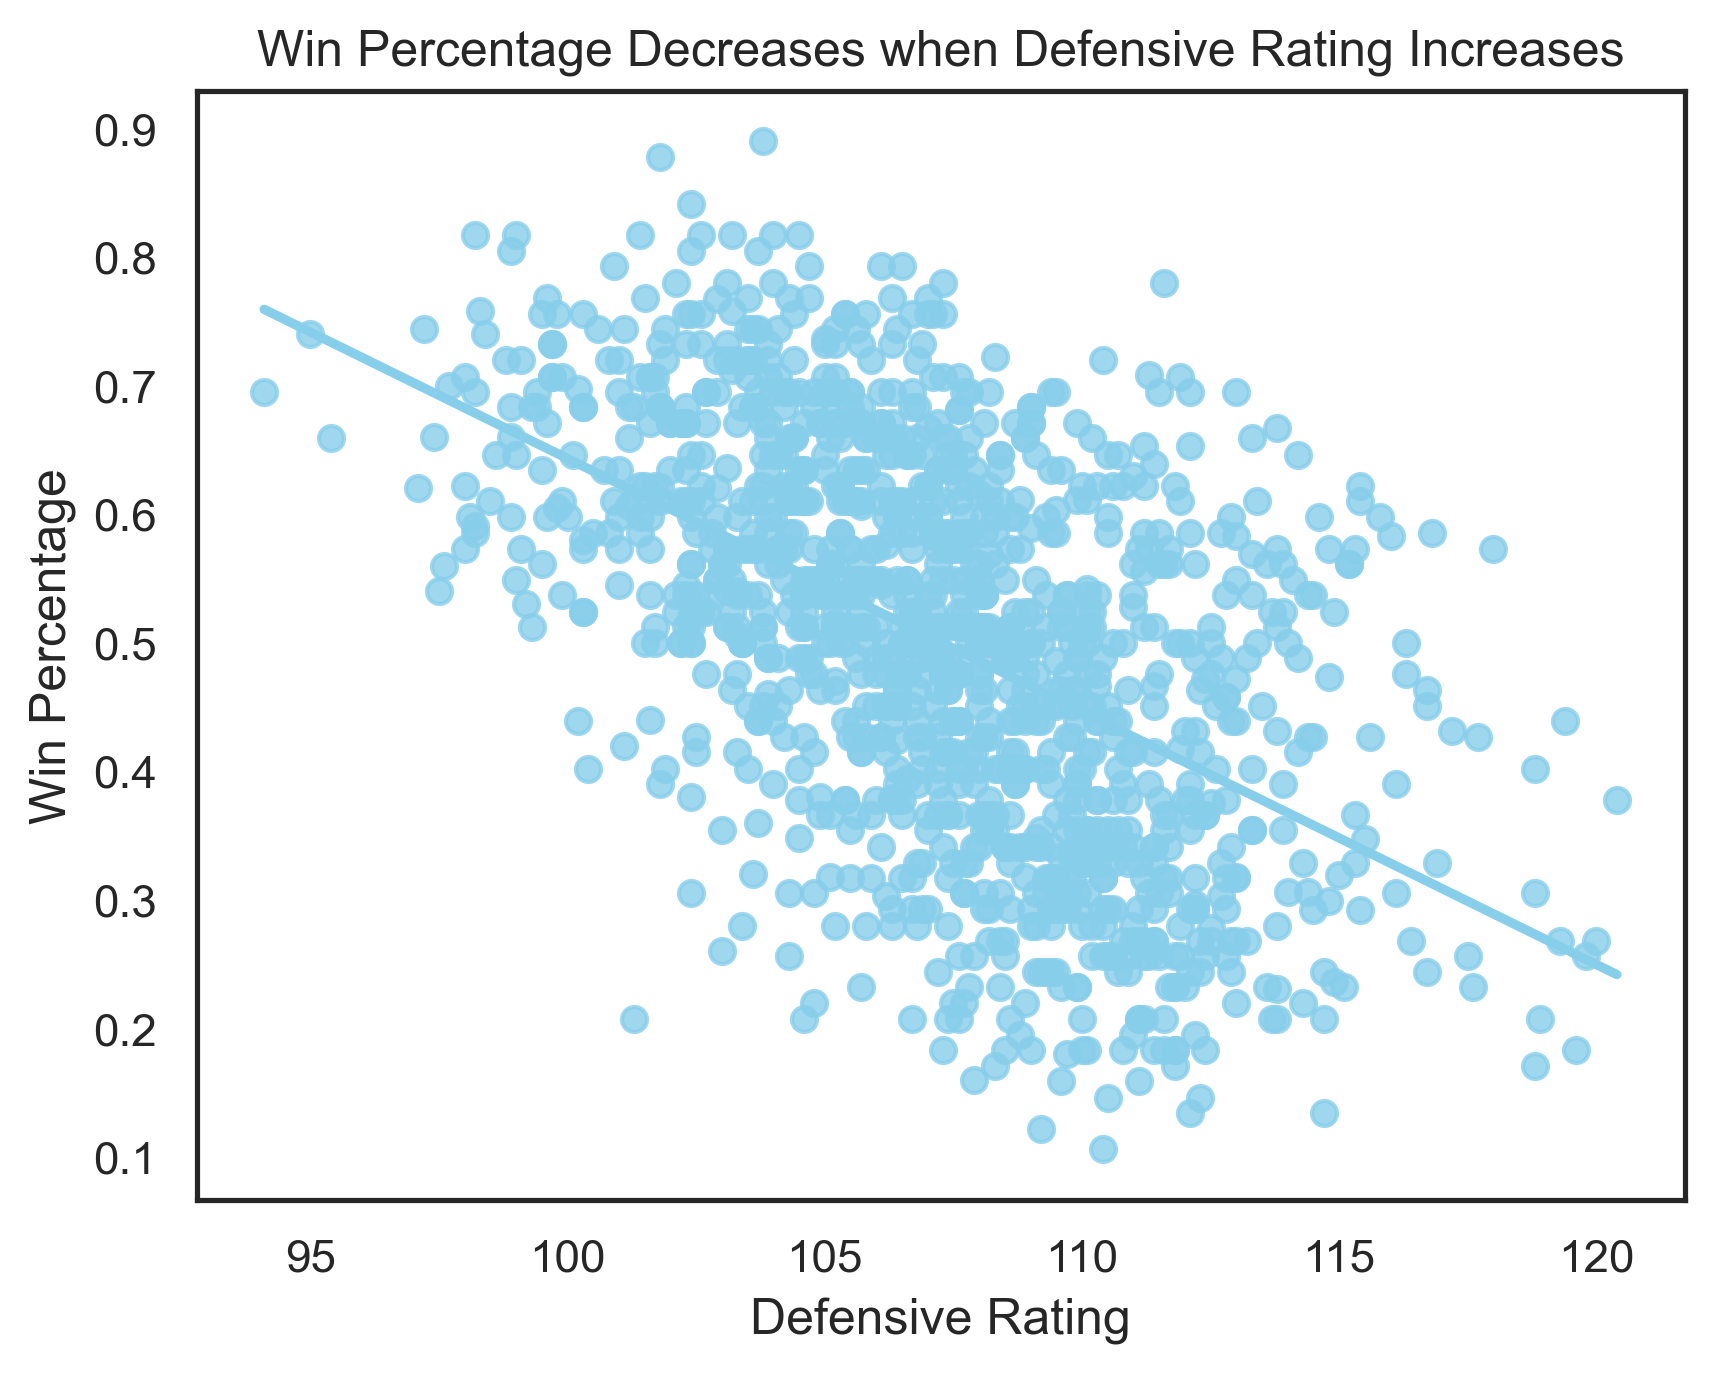 Win Percentage Decreases when Defensive Rating Increases
0.9
0.8
0.7
0.6
0.5
0.4
0.3
0.2
0.1
Win Percentage
95 100 105 110 115 120
Defensive Rating